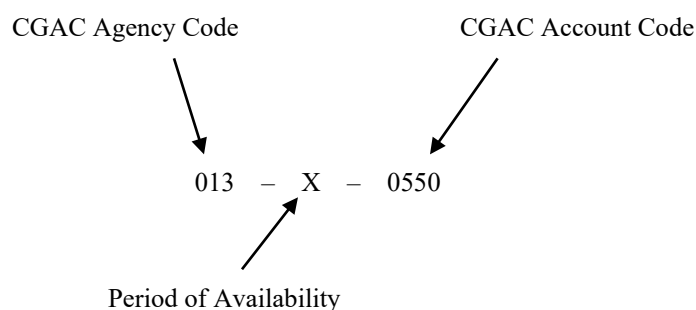 CGAC Agency Code
CGAC Account Code
013 – X – 0550
Period of Availability